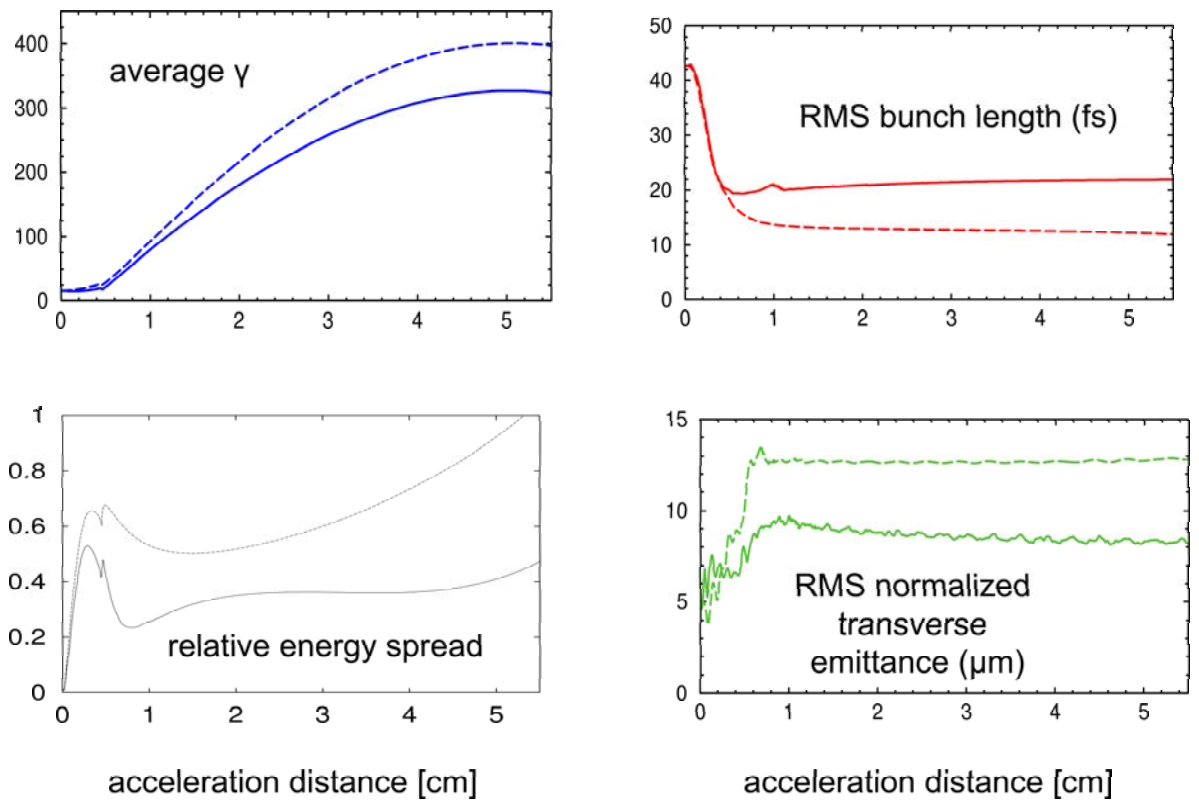 400
300
200
100
0
0 1 2 3 4 5
average γ
50
40
30
20
10
0
0 1 2 3 4 5
RMS bunch length (fs)
1
0.8
0.6
0.4
0.2
0
0 1 2 3 4 5
relative energy spread
acceleration distance [cm]
15
10
5
0
0 1 2 3 4 5
RMS normalized
transverse
emittance (μm)
acceleration distance [cm]